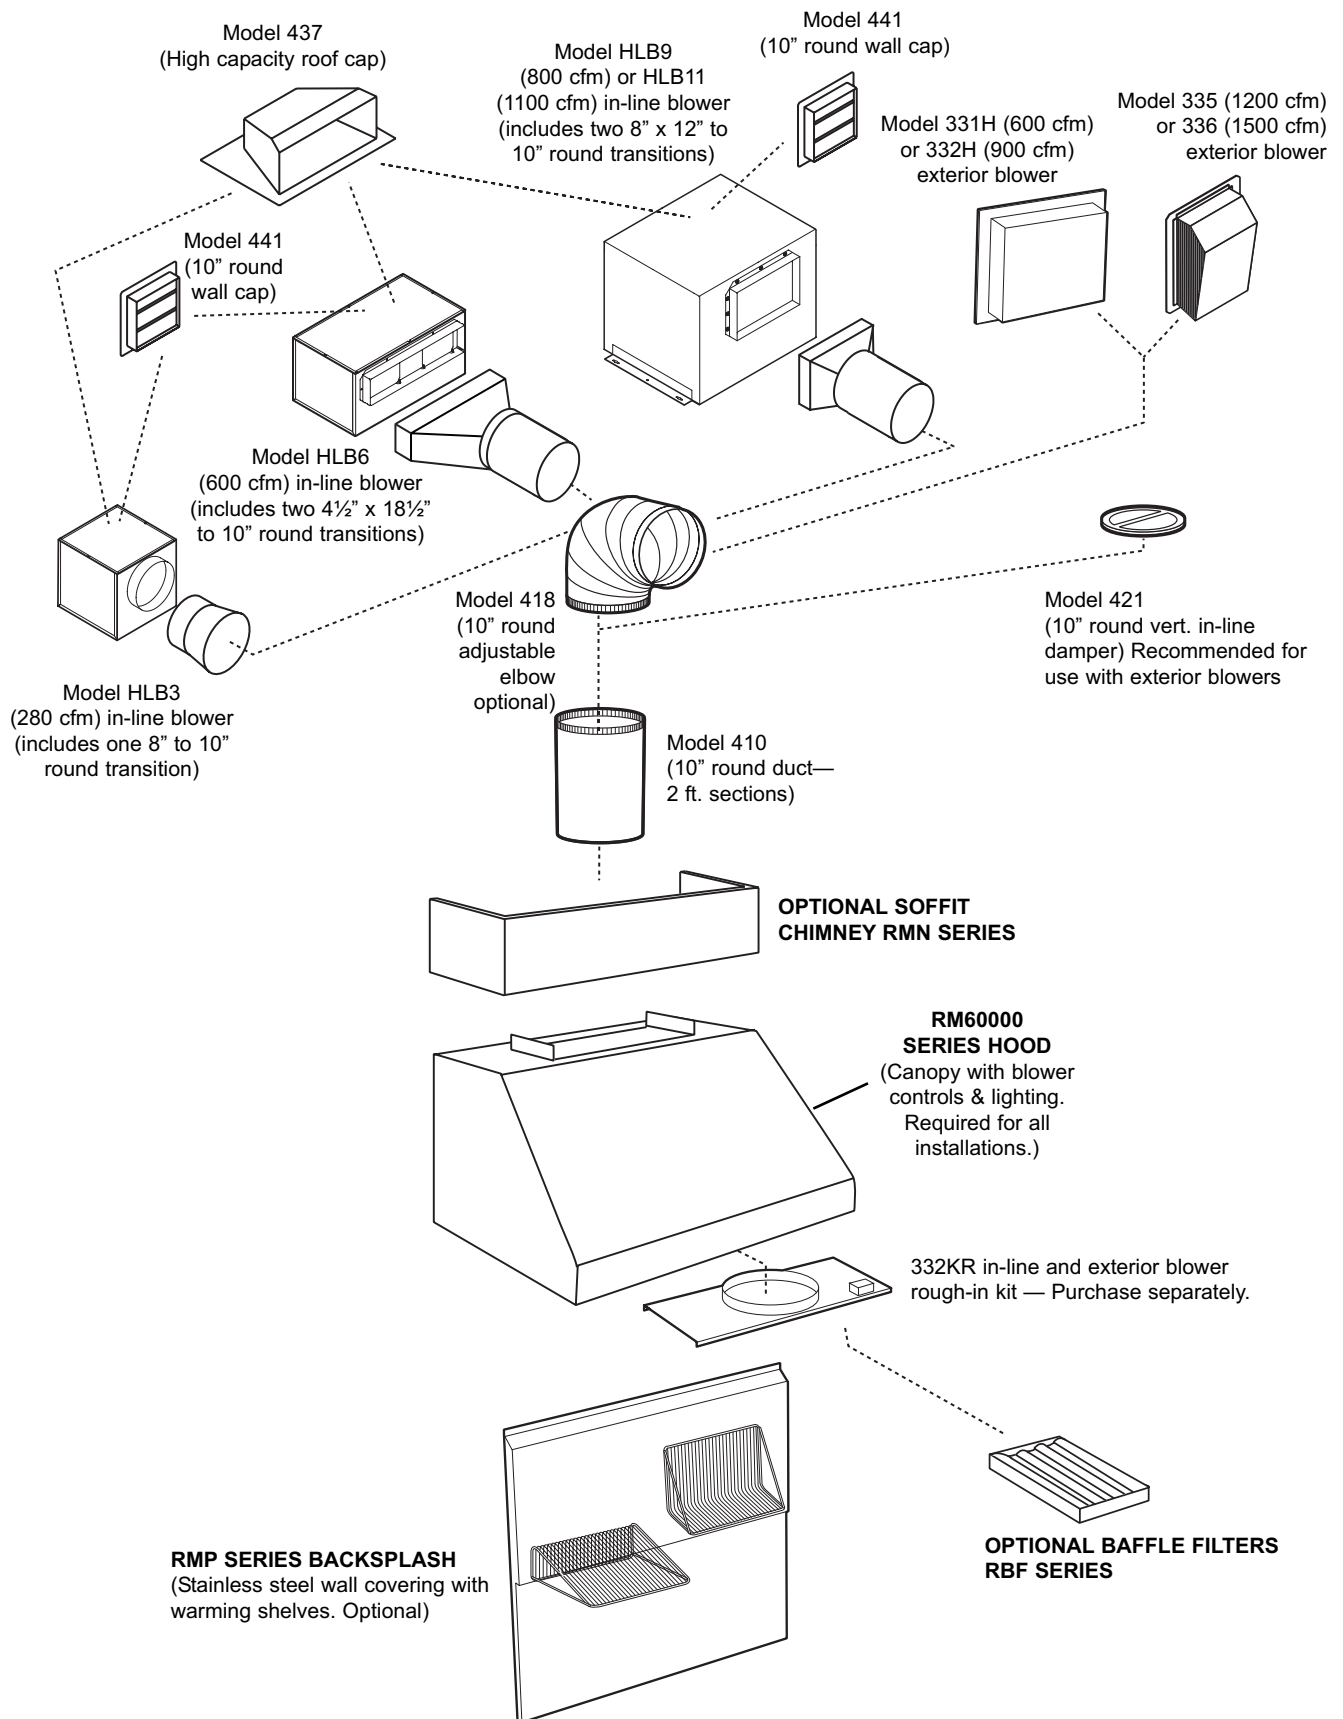 Model 437
(High capacity roof cap)
Model HLB9
(800 cfm) or HLB11
(1100 cfm) in-line blower
(includes two 8” x 12” to
10” round transitions)
Model 441
(10” round wall cap)
Model 331H (600 cfm)
or 332H (900 cfm)
exterior blower
Model 335 (1200 cfm)
or 336 (1500 cfm)
exterior blower
Model 441
(10” round
wall cap)
Model HLB6
(600 cfm) in-line blower
(includes two 4½” x 18½”
to 10” round transitions)
Model HLB3
(280 cfm) in-line blower
(includes one 8” to 10”
round transition)
Model 418
(10” round
adjustable
elbow
optional)
Model 421
(10” round vert. in-line
damper) Recommended for
use with exterior blowers
Model 410
(10” round duct—
2 ft. sections)
OPTIONAL SOFFIT
CHIMNEY RMN SERIES
RM60000
SERIES HOOD
(Canopy with blower
controls & lighting.
Required for all
installations.)
332KR in-line and exterior blower
rough-in kit — Purchase separately.
RMP SERIES BACKSPLASH
(Stainless steel wall covering with
warming shelves. Optional)
OPTIONAL BAFFLE FILTERS
RBF SERIES